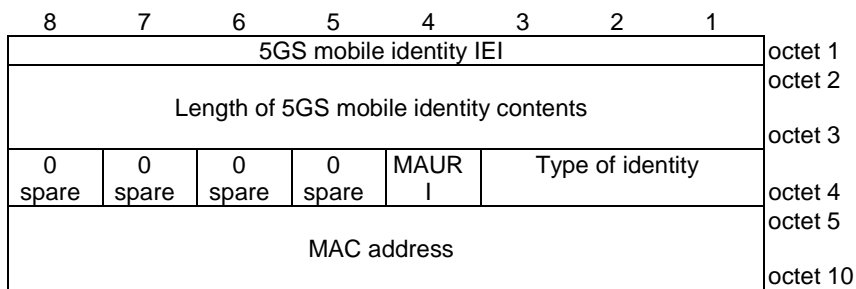 8 7 6 5 4 3 2 1
5GS mobile identity IEI octet 1
octet 2
Length of 5GS mobile identity contents
octet 3
0 0 0 0 MAUR Type of identity
spare spare spare spare I octet 4
octet 5
MAC address
octet 10